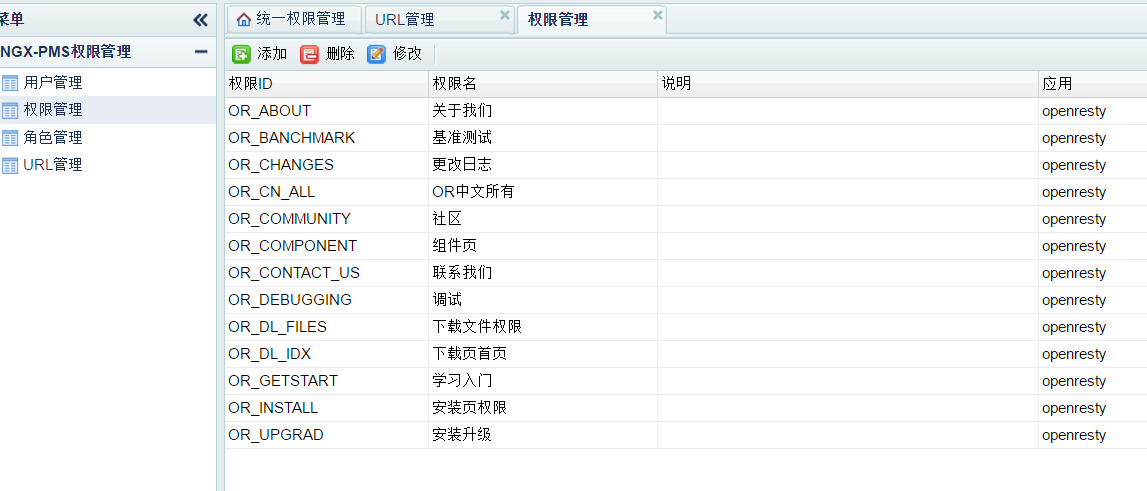 菜单
统一权限管理 URL管理 权限管理
NGX-PMS权限管理
添加 删除 修改
用户管理
权限管理
角色管理
URL管理
权限ID 权限名 说明 应用
OR_ABOUT 关于我们 openresty
OR_BANCHMARK 基准测试 openresty
OR_CHANGES 更改日志 openresty
OR_CN_ALL OR中文所有 openresty
OR_COMMUNITY 社区 openresty
OR_COMPONENT 组件页 openresty
OR_CONTACT_US 联系我们 openresty
OR_DEBUGGING 调试 openresty
OR_DL_FILES 下载文件权限 openresty
OR_DL_IDX 下载页首页 openresty
OR_GETSTART 学习入门 openresty
OR_INSTALL 安装页权限 openresty
OR_UPGRAD 安装升级 openresty